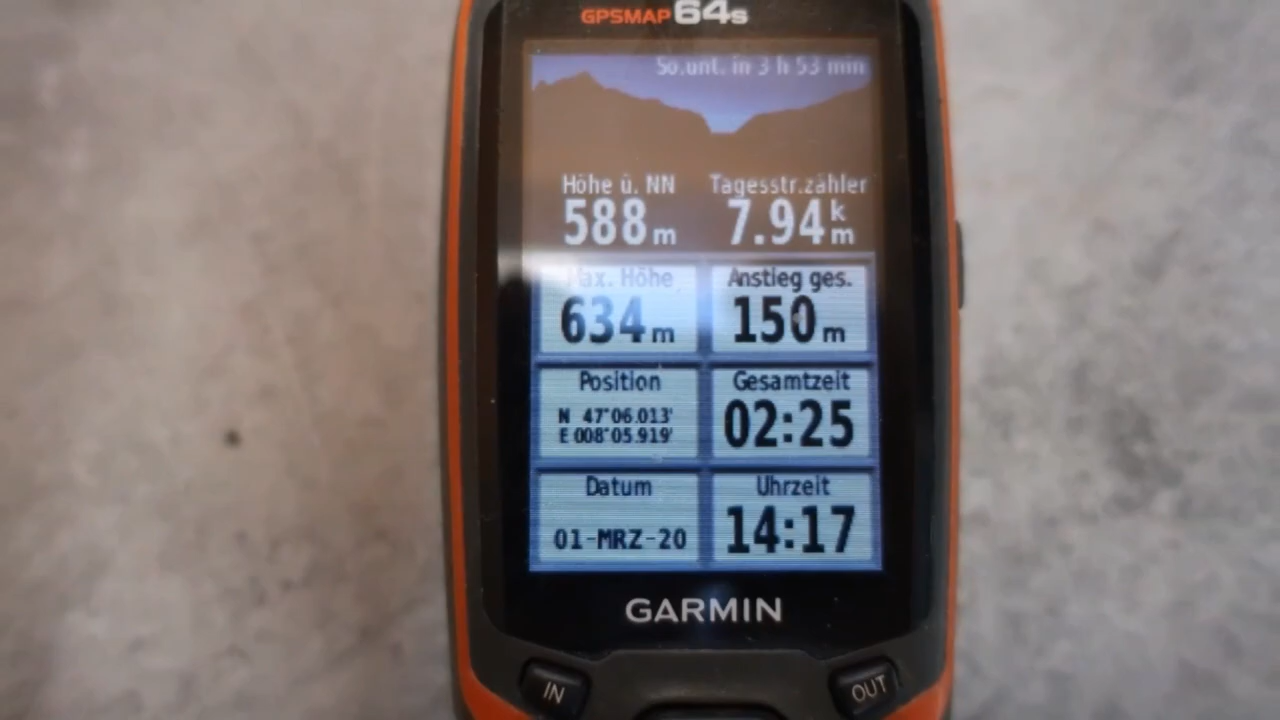 GPSMAP 64s
So.unt. in 3 h 53 min
Höhe ü. NN Tagesstr.zähler
588 m 7.94 km
Max. Höhe Anstieg ges.
634 m 150 m
Position Gesamtzeit
N 47°06.013'
E 008°05.919'
02:25
Datum Uhrzeit
01-MRZ-20 14:17
GARMIN
IN OUT